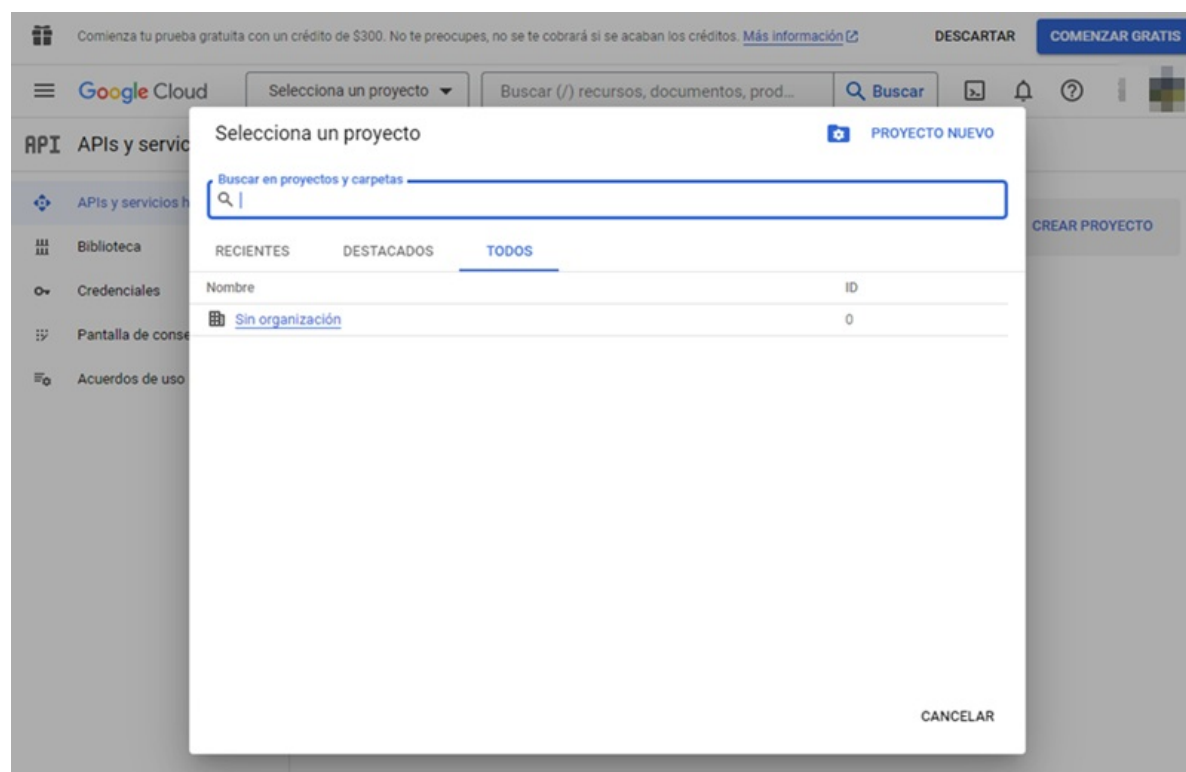 Comienza tu prueba gratuita con un crédito de $300. No te preocupes, no se te cobrará si se acaban los créditos. Más información
DESCARTAR
COMENZAR GRATIS
Google Cloud
Selecciona un proyecto
Buscar (/) recursos, documentos, prod...
Buscar
API APIs y servic
Selecciona un proyecto
PROYECTO NUEVO
Buscar en proyectos y carpetas
APIs y servicios h
CREAR PROYECTO
Biblioteca
RECIENTES
DESTACADOS
TODOS
Credenciales
Nombre
ID
Sin organización
0
Pantalla de conse
Acuerdos de uso
CANCELAR